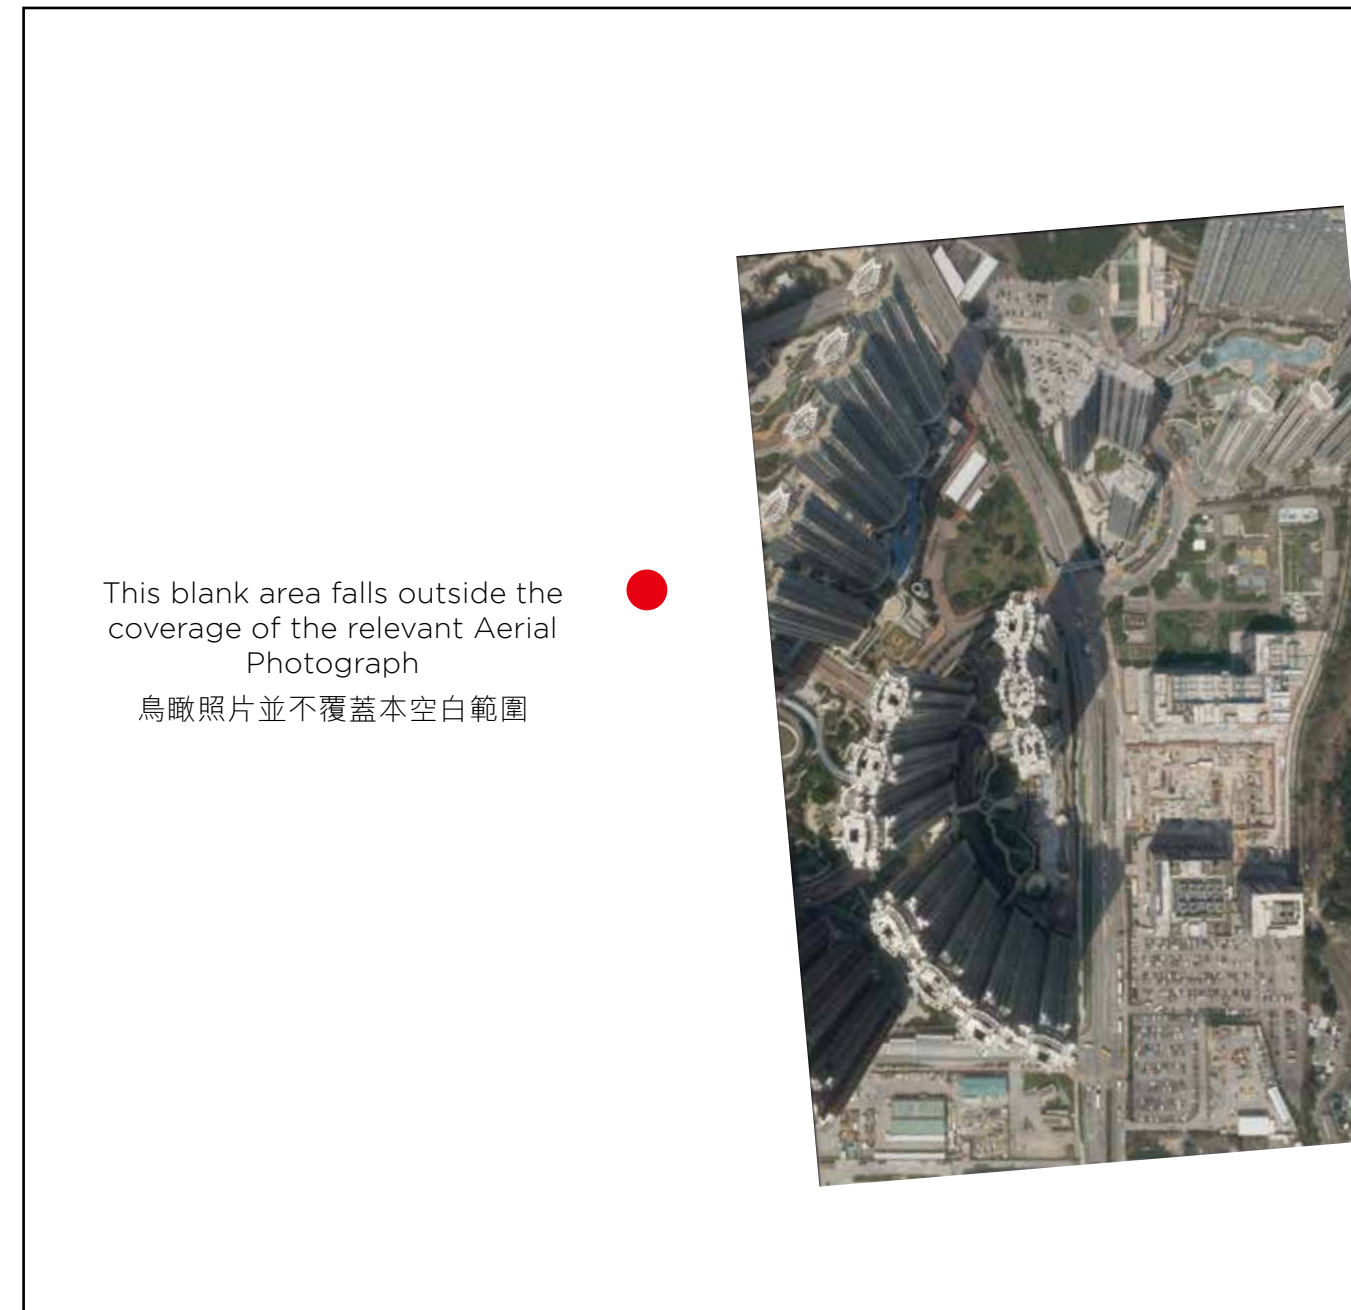 This blank area falls outside the
coverage of the relevant Aerial
Photograph
鳥瞰照片並不覆蓋本空白範圍